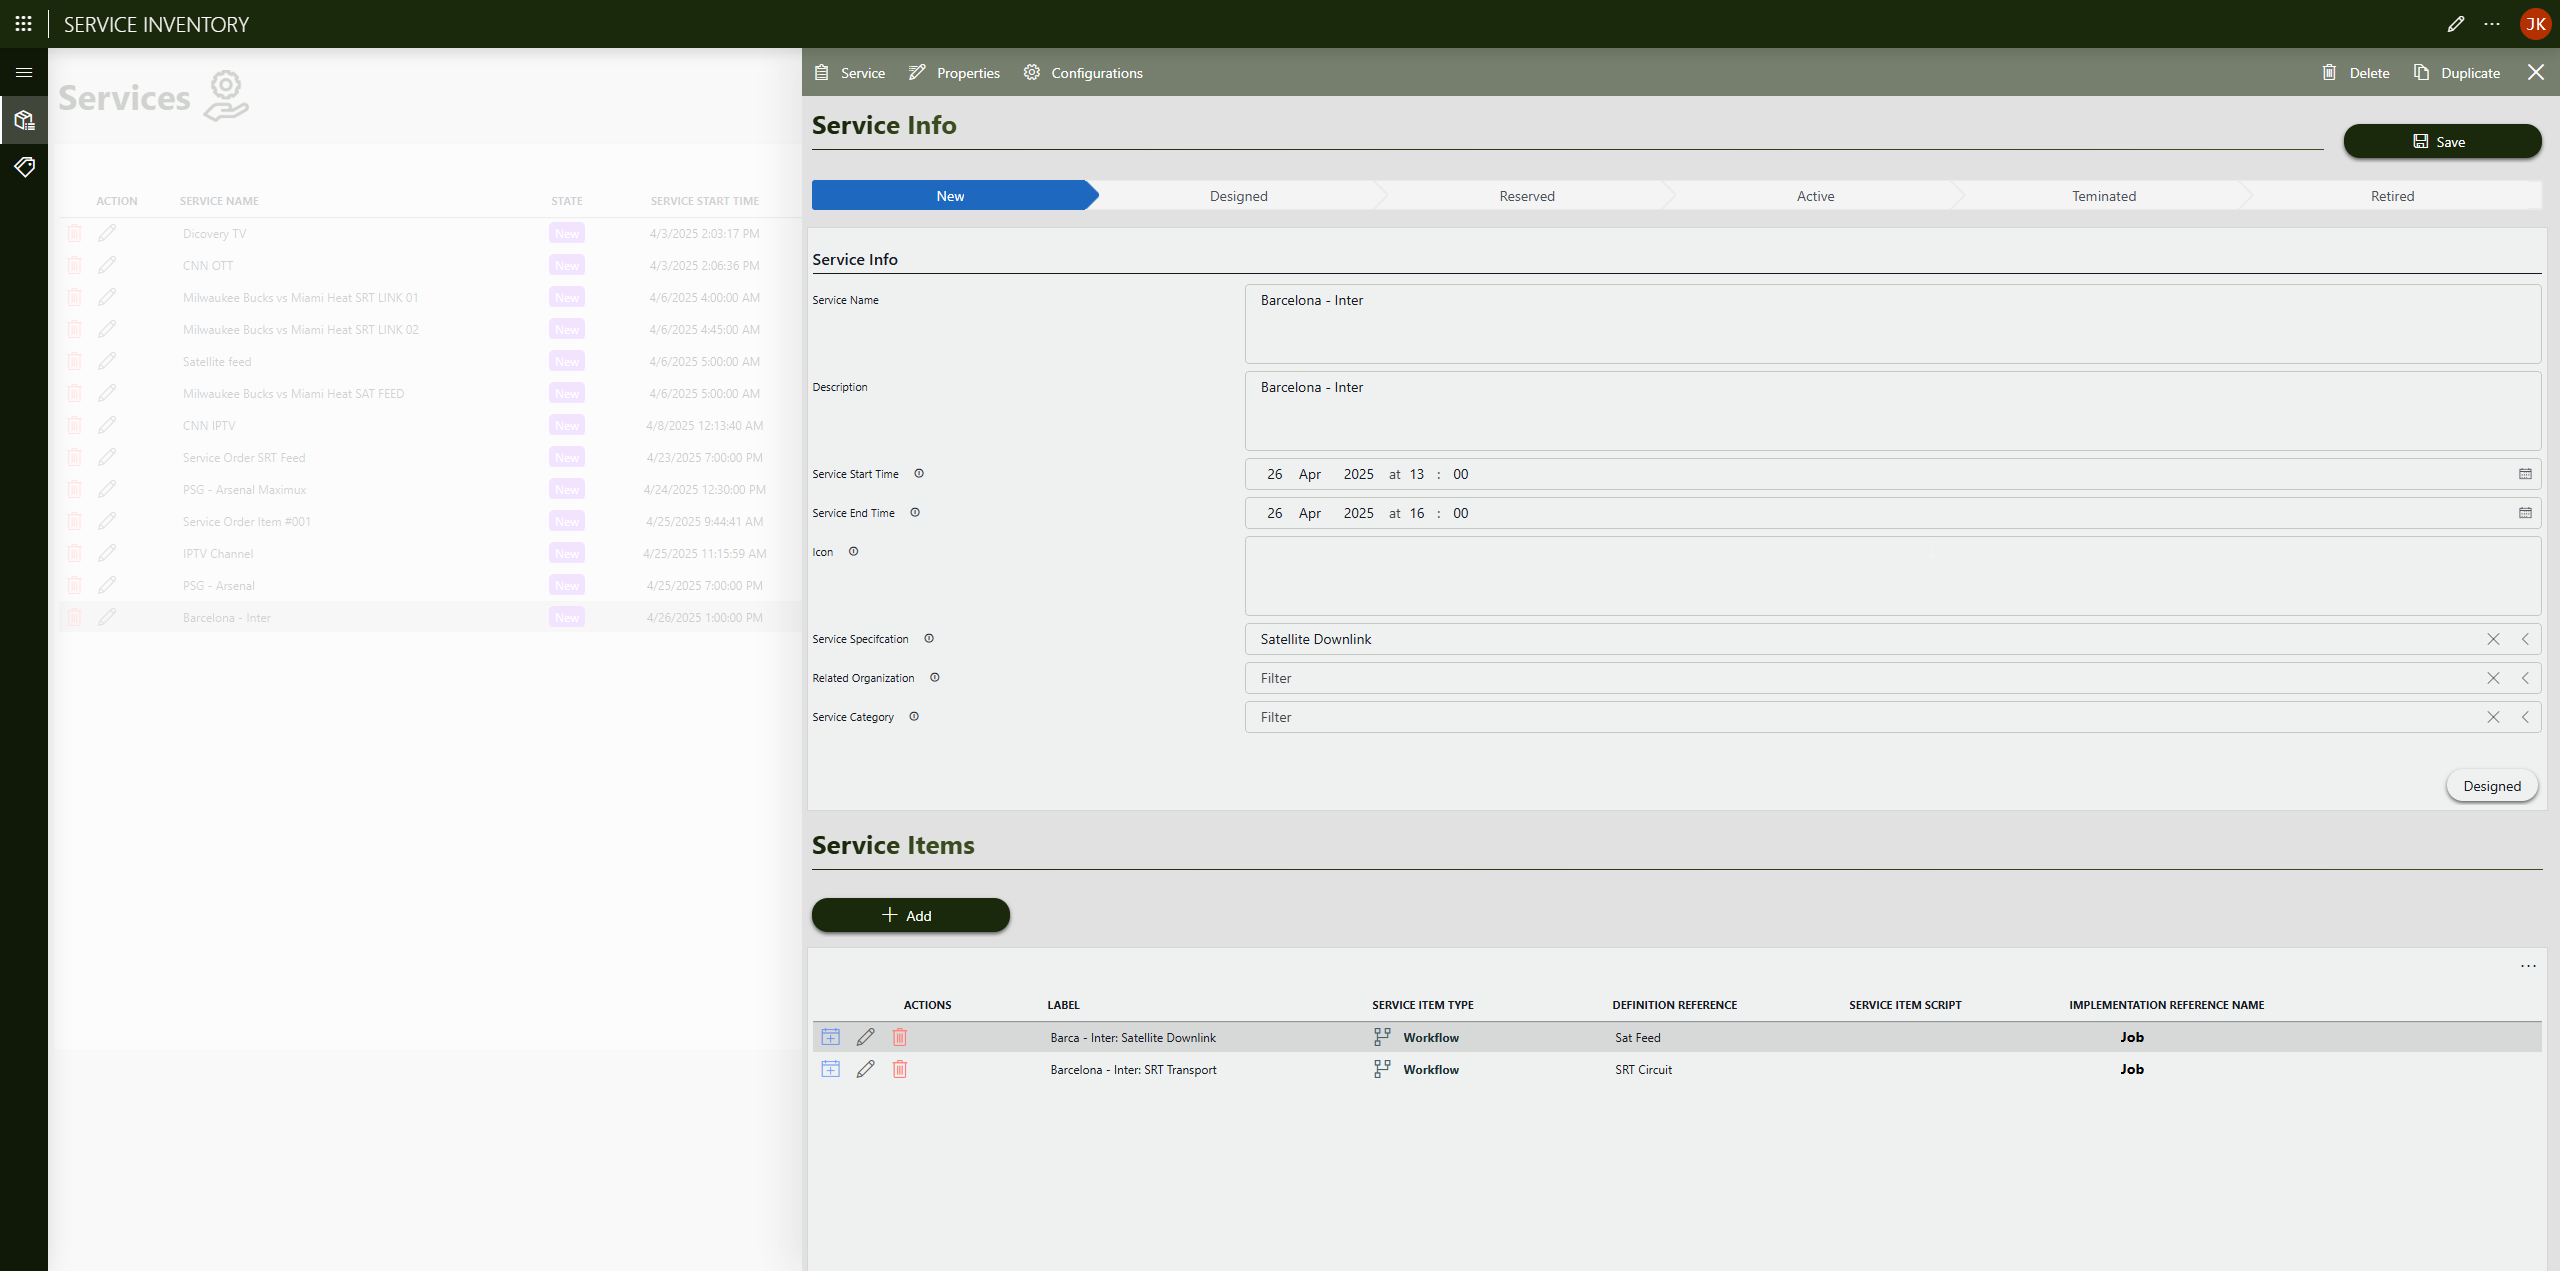 SERVICE INVENTORY
JK
Services
ACTION SERVICE NAME STATE SERVICE START TIME
Dicovery TV New 4/3/2025 2:03:17 PM
CNN OTT New 4/3/2025 2:06:36 PM
Milwaukee Bucks vs Miami Heat SRT LINK 01 New 4/6/2025 4:00:00 AM
Milwaukee Bucks vs Miami Heat SRT LINK 02 New 4/6/2025 4:45:00 AM
Satellite feed New 4/6/2025 5:00:00 AM
Milwaukee Bucks vs Miami Heat SAT FEED New 4/6/2025 5:00:00 AM
CNN IPTV New 4/8/2025 12:13:40 AM
Service Order SRT Feed New 4/23/2025 7:00:00 PM
PSG - Arsenal Maximux New 4/24/2025 12:30:00 PM
Service Order Item #001 New 4/25/2025 9:44:41 AM
IPTV Channel New 4/25/2025 11:15:59 AM
PSG - Arsenal New 4/25/2025 7:00:00 PM
Barcelona - Inter New 4/26/2025 1:00:00 PM
Service Properties Configurations Delete Duplicate
Service Info
Save
New Designed Reserved Active Teminated Retired
Service Info
Service Name Barcelona - Inter
Description Barcelona - Inter
Service Start Time 26 Apr 2025 at 13 : 00
Service End Time 26 Apr 2025 at 16 : 00
Icon
Service Specifcation Satellite Downlink
Related Organization Filter
Service Category Filter
Designed
Service Items
Add
ACTIONS LABEL SERVICE ITEM TYPE DEFINITION REFERENCE SERVICE ITEM SCRIPT IMPLEMENTATION REFERENCE NAME
Barca - Inter: Satellite Downlink Workflow Sat Feed Job
Barcelona - Inter: SRT Transport Workflow SRT Circuit Job